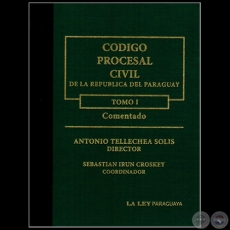 CODIGO
PROCESAL
CIVIL
DE LA REPUBLICA DEL PARAGUAY
TOMO I
Comentado
ANTONIO TELLECHEA SOLIS
DIRECTOR
SEBASTIAN IRUN CROSKEY
COORDINADOR
LA LEY PARAGUAYA